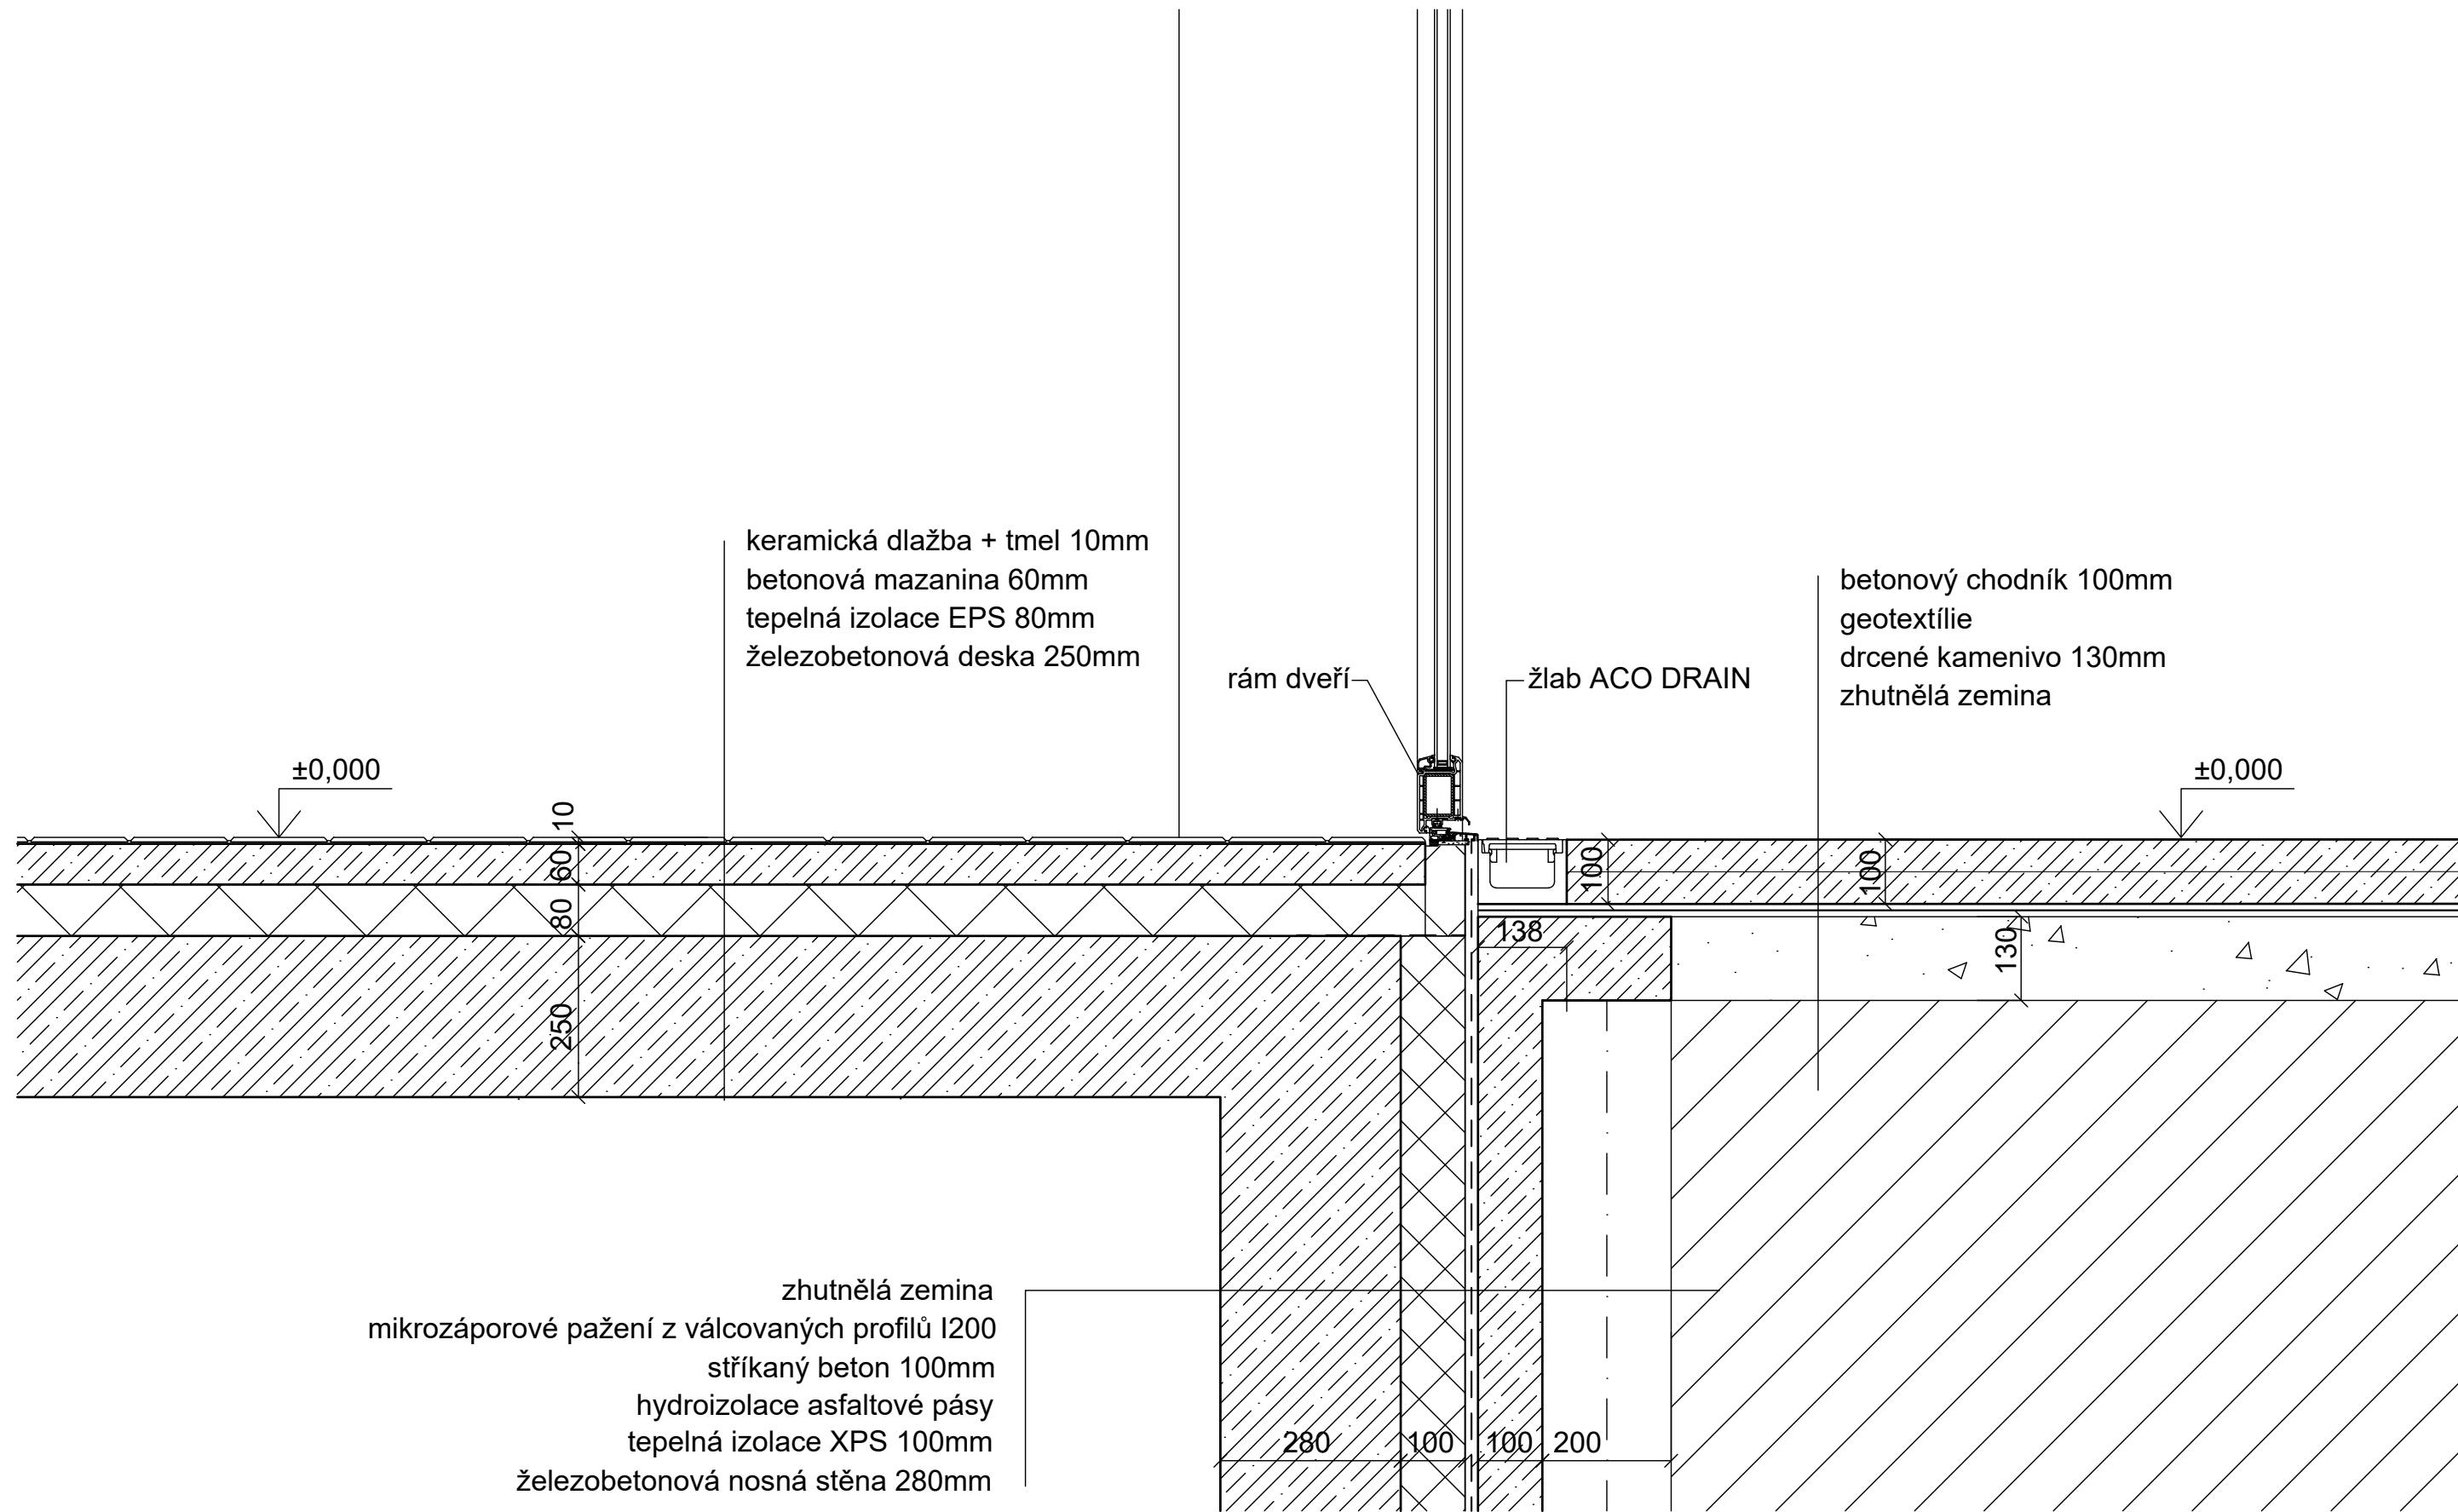 keramická dlažba + tmel 10mm
betonová mazanina 60mm
tepelná izolace EPS 80mm
železobetonová deska 250mm
betonový chodník 100mm
geotextílie
drcené kamenivo 130mm
zhutnělá zemina
rám dveří
žlab ACO DRAIN
±0,000
±0,000
10
60
80
250
100
100
138
130
zhutnělá zemina
mikrozáporové pažení z válcovaných profilů I200
stříkaný beton 100mm
hydroizolace asfaltové pásy
tepelná izolace XPS 100mm
železobetonová nosná stěna 280mm
280 100 100 200